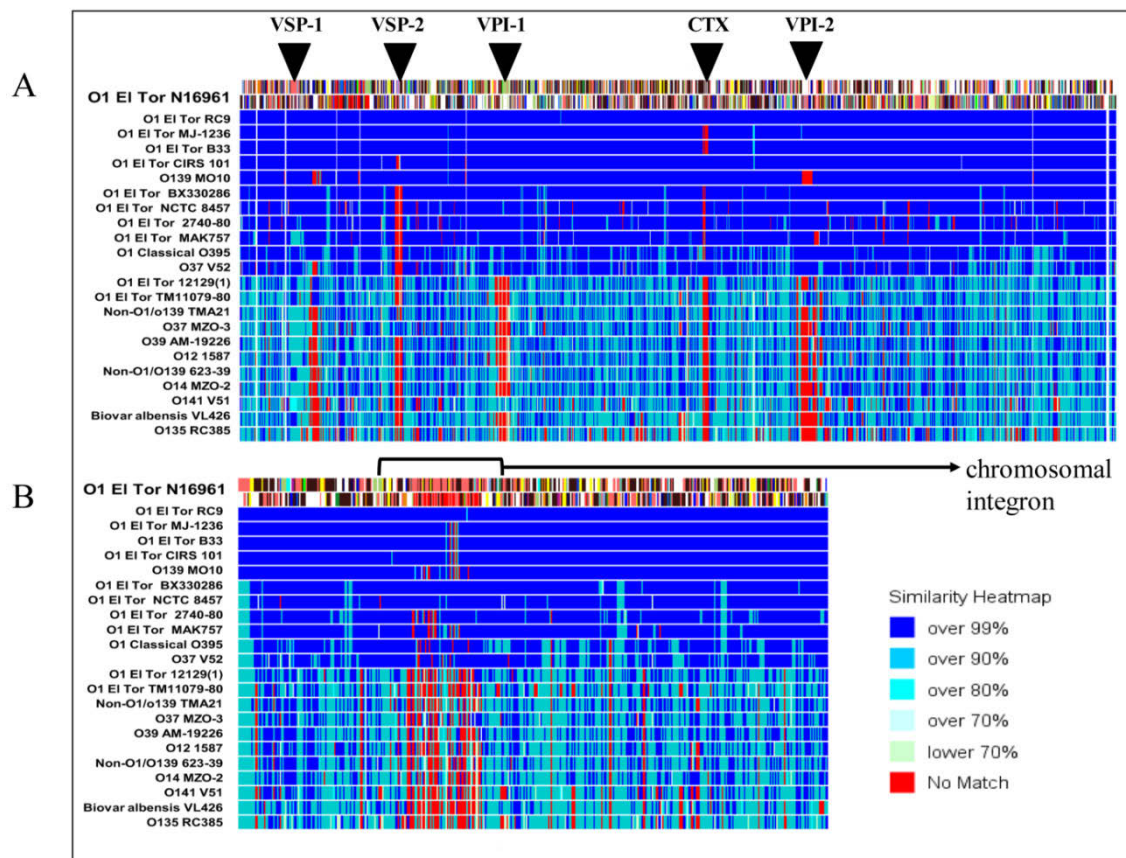 VSP-1 VSP-2 VPI-1 CTX VPI-2
A
O1 El Tor N16961
O1 El Tor RC9
O1 El Tor MJ-1236
O1 El Tor B33
O1 El Tor CIRS 101
O139 MO10
O1 El Tor BX330286
O1 El Tor NCTC 8457
O1 El Tor 2740-80
O1 El Tor MAK757
O1 Classical O395
O37 V52
O1 El Tor 12129(1)
O1 El Tor TM11079-80
Non-O1/o139 TMA21
O37 MZO-3
O39 AM-19226
O12 1587
Non-O1/O139 623-39
O14 MZO-2
O141 V51
Biovar albensis VL426
O135 RC385
chromosomal
integron
B
O1 El Tor N16961
O1 El Tor RC9
O1 El Tor MJ-1236
O1 El Tor B33
O1 El Tor CIRS 101
O139 MO10
O1 El Tor BX330286
O1 El Tor NCTC 8457
O1 El Tor 2740-80
O1 El Tor MAK757
O1 Classical O395
O37 V52
O1 El Tor 12129(1)
O1 El Tor TM11079-80
Non-O1/o139 TMA21
O37 MZO-3
O39 AM-19226
O12 1587
Non-O1/O139 623-39
O14 MZO-2
O141 V51
Biovar albensis VL426
O135 RC385
Similarity Heatmap
over 99%
over 90%
over 80%
over 70%
lower 70%
No Match